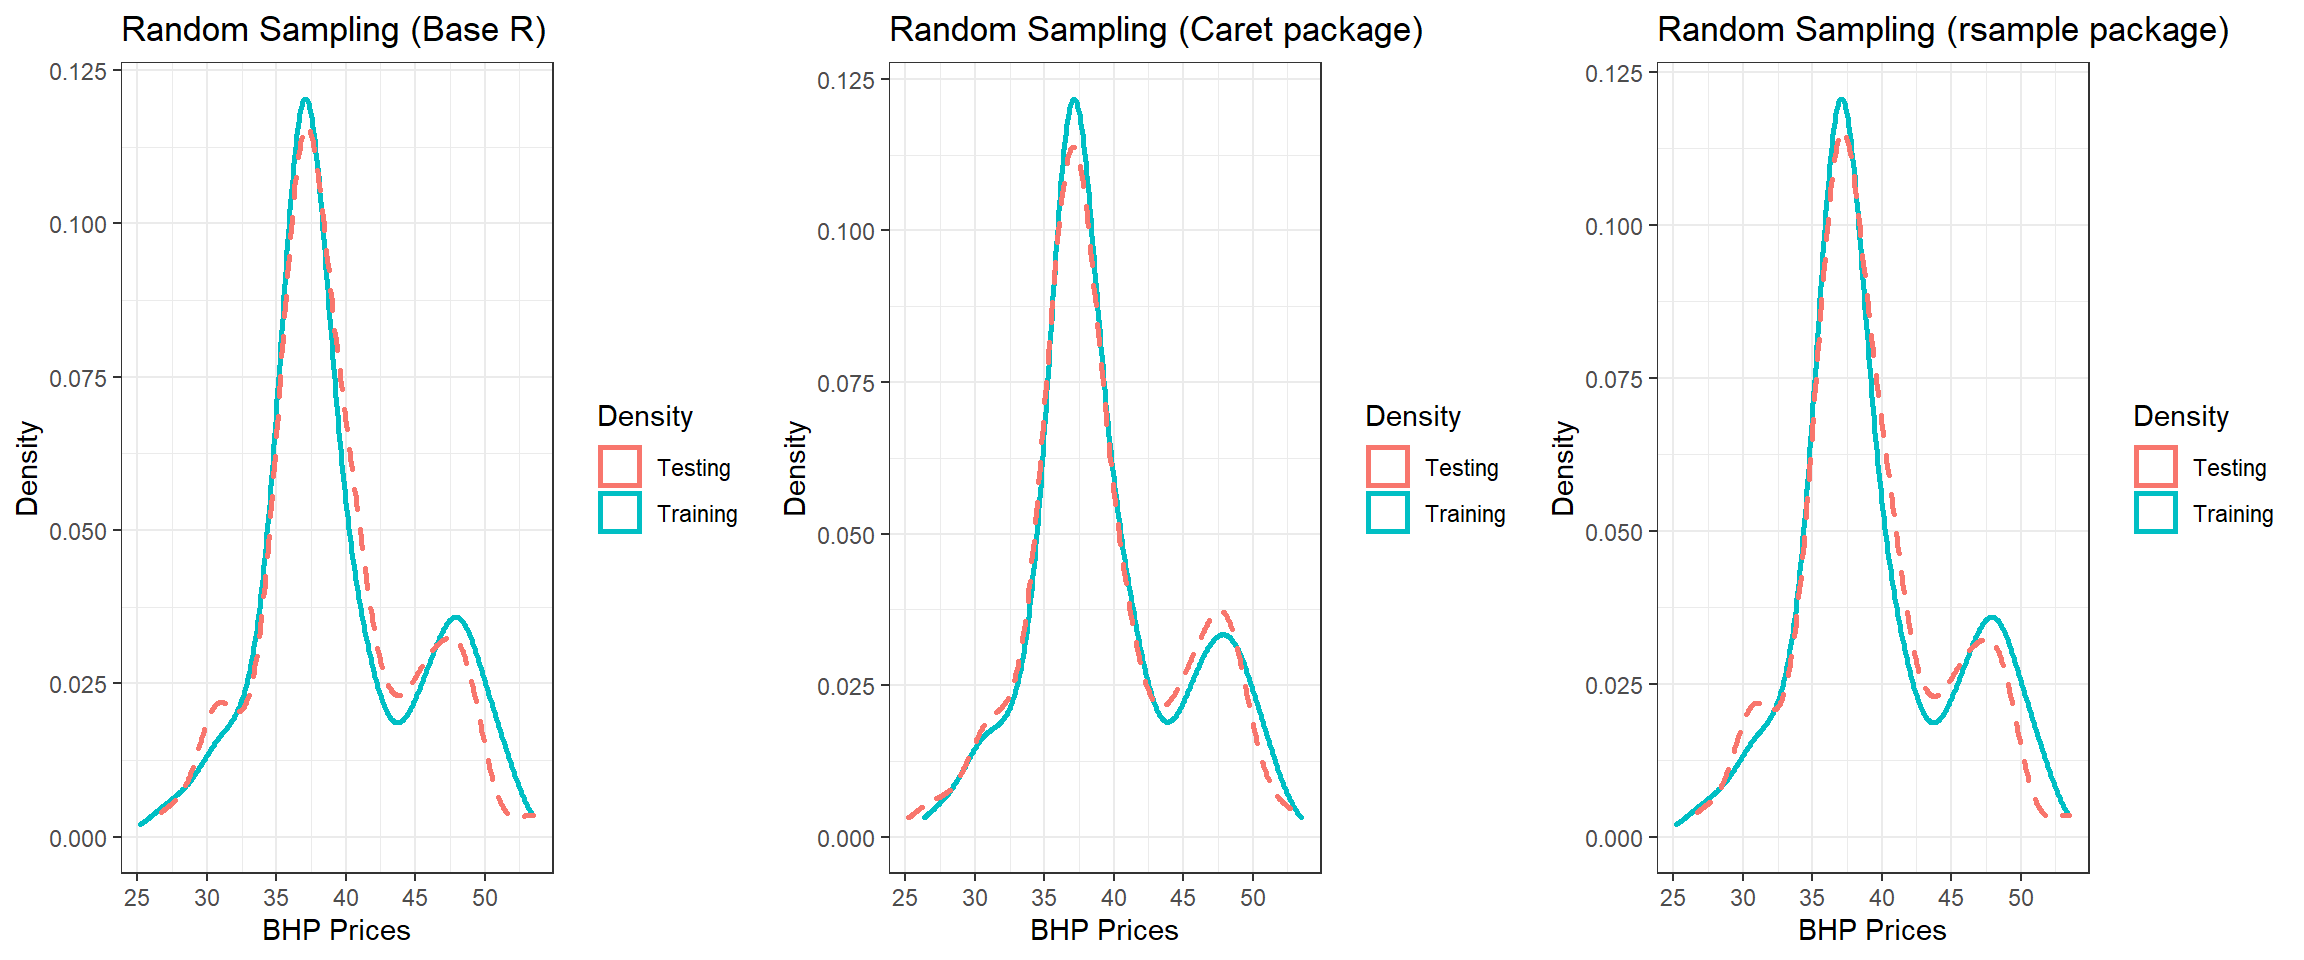 Random Sampling (Base R)
0.125
0.100
0.075
0.050
0.025
0.000
Density
25 30 35 40 45 50
BHP Prices
Density
Testing
Training
Random Sampling (Caret package)
0.125
0.100
0.075
0.050
0.025
0.000
Density
25 30 35 40 45 50
BHP Prices
Density
Testing
Training
Random Sampling (rsample package)
0.125
0.100
0.075
0.050
0.025
0.000
Density
25 30 35 40 45 50
BHP Prices
Density
Testing
Training